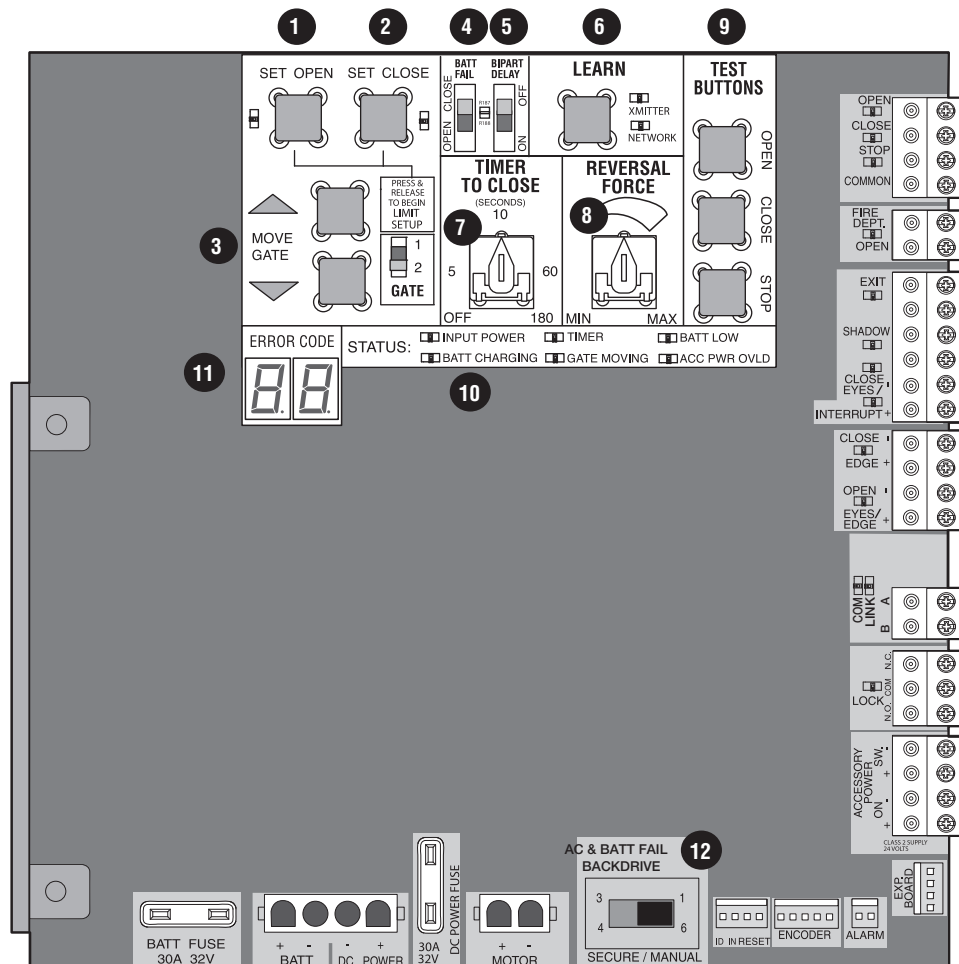 1 2 4 5 6 9
SET OPEN
SET CLOSE
BATT
FAIL
OPEN CLOSE
R187
R188
BIPART
DELAY
OFF
ON
LEARN
XMITTER
NETWORK
TEST
BUTTONS
OPEN
CLOSE
STOP
PRESS &
RELEASE
TO BEGIN
LIMIT
SETUP
3
MOVE
GATE
1
2
GATE
TIMER
TO CLOSE
(SECONDS)
10
7
5
60
OFF
180
REVERSAL
FORCE
8
MIN
MAX
11
ERROR CODE
88
STATUS:
INPUT POWER
TIMER
BATT LOW
BATT CHARGING
GATE MOVING
ACC PWR OVLD
10
OPEN
CLOSE
STOP
COMMON
FIRE
DEPT.
OPEN
EXIT
SHADOW
CLOSE
EYES/ -
INTERRUPT +
CLOSE -
EDGE +
OPEN -
EYES/
EDGE +
COM
LINK
A
B
LOCK
N.C.
COM
N.O.
ACCESSORY
POWER
SW. -
+
ON -
+
CLASS 2 SUPPLY
24 VOLTS
EXP.
BOARD
BATT FUSE
30A 32V
+ -
BATT
- +
DC POWER
30A
32V
DC POWER FUSE
+ -
MOTOR
AC & BATT FAIL
BACKDRIVE
12
3
1
4
6
SECURE / MANUAL
ID IN RESET
ENCODER
ALARM